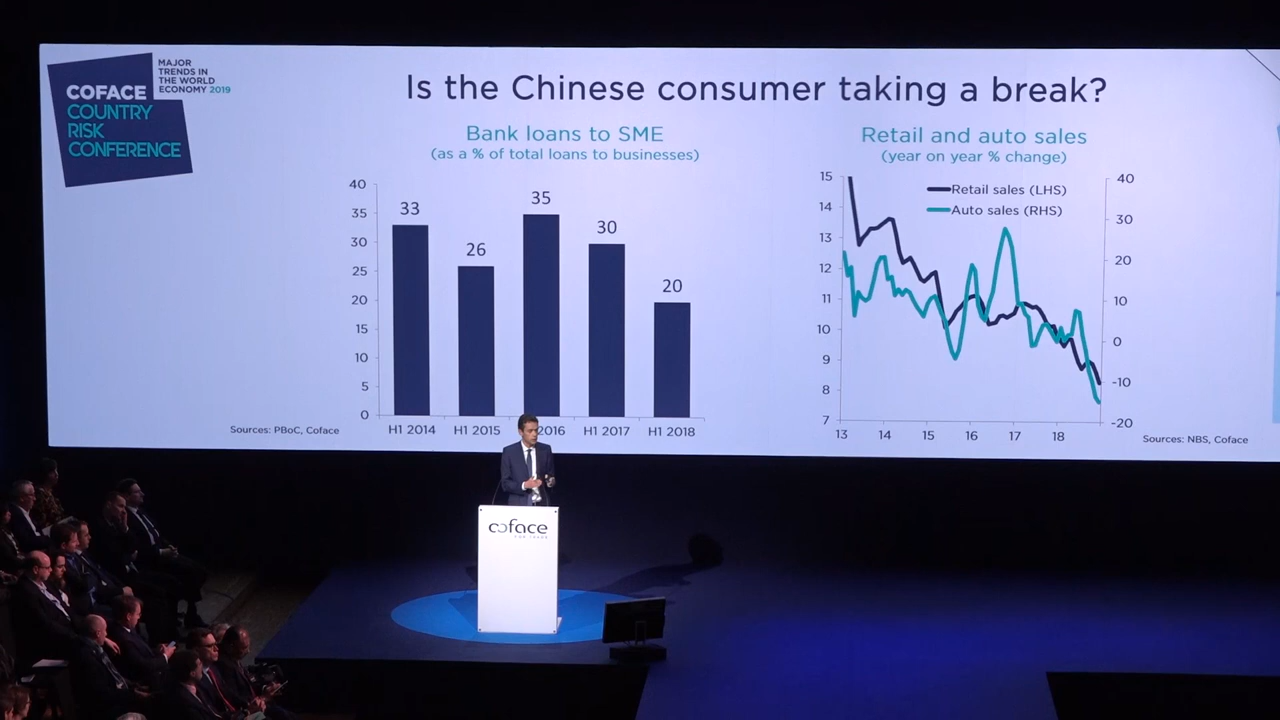 MAJOR
TRENDS IN
THE WORLD
ECONOMY 2019
COFACE
COUNTRY
RISK
CONFERENCE
Is the Chinese consumer taking a break?
Bank loans to SME
(as a % of total loans to businesses)
40
35
30
25
20
15
10
5
0
33
26
35
30
20
H1 2014
H1 2015
2016
H1 2017
H1 2018
Sources: PBoC, Coface
Retail and auto sales
(year on year % change)
Retail sales (LHS)
Auto sales (RHS)
15
14
13
12
11
10
9
8
7
40
30
20
10
0
-10
-20
13
14
15
16
17
18
Sources: NBS, Coface
coface
FOR TRADE